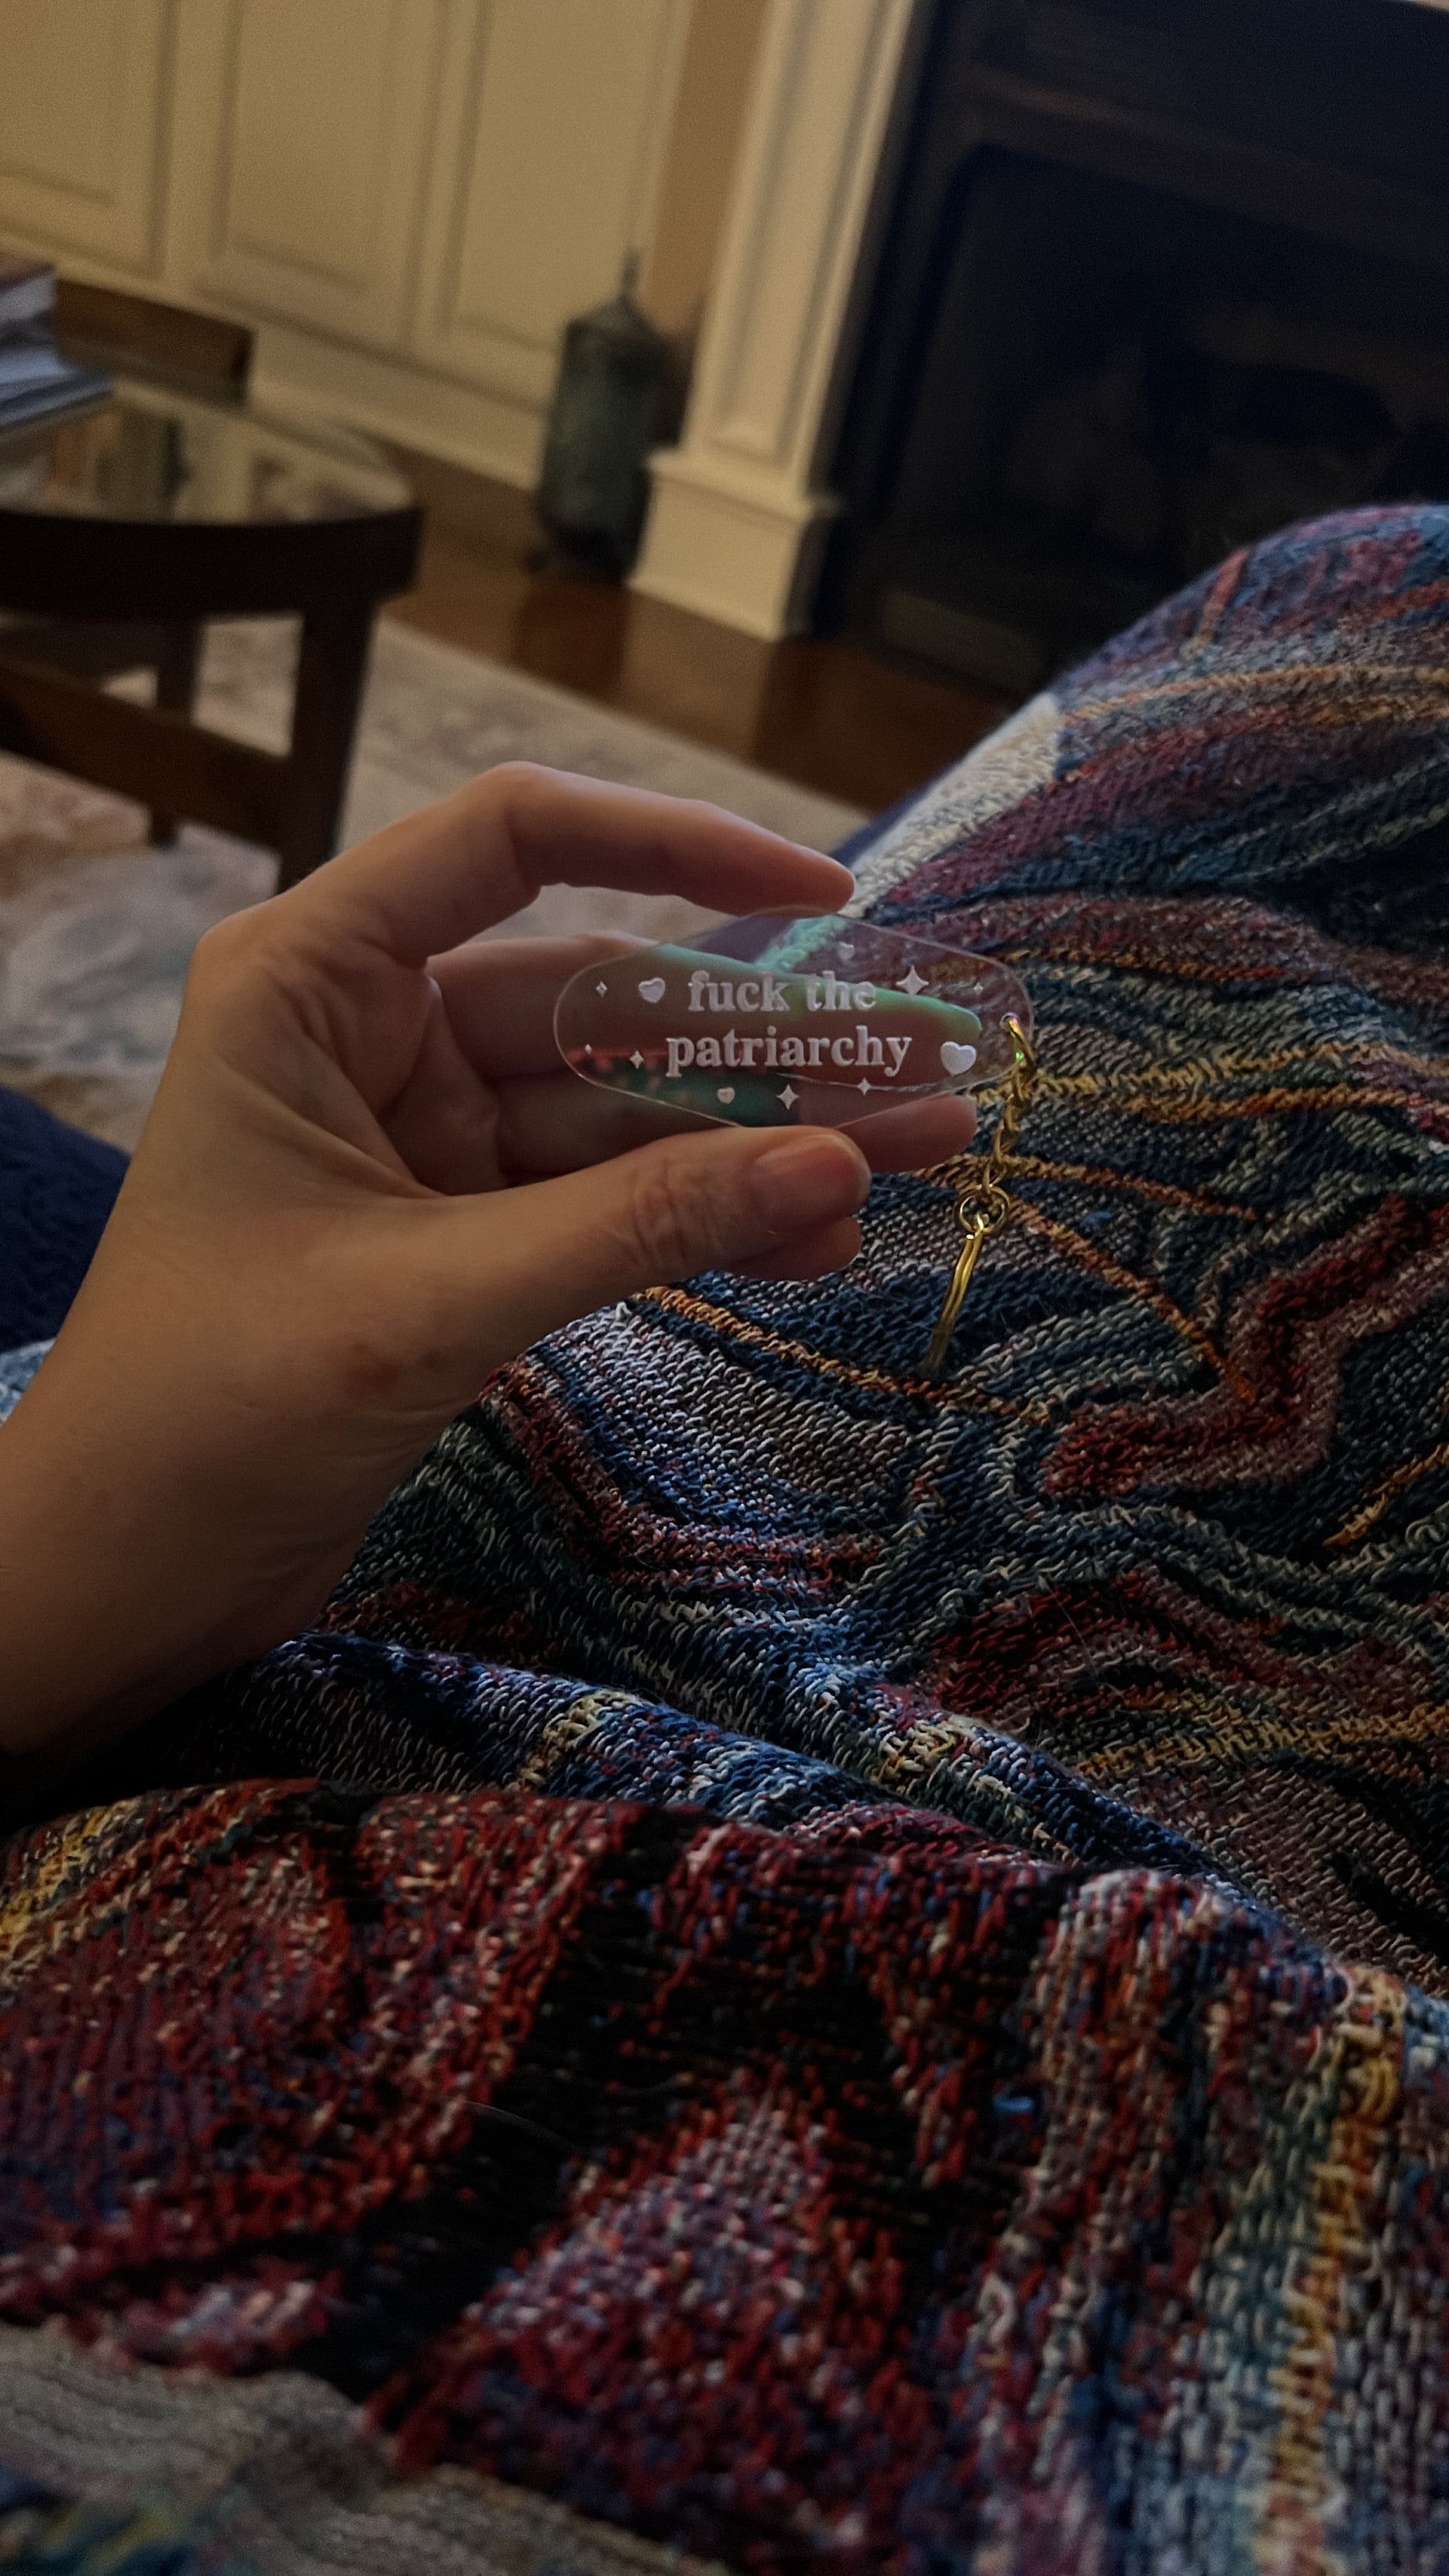 fuck the
patriarchy